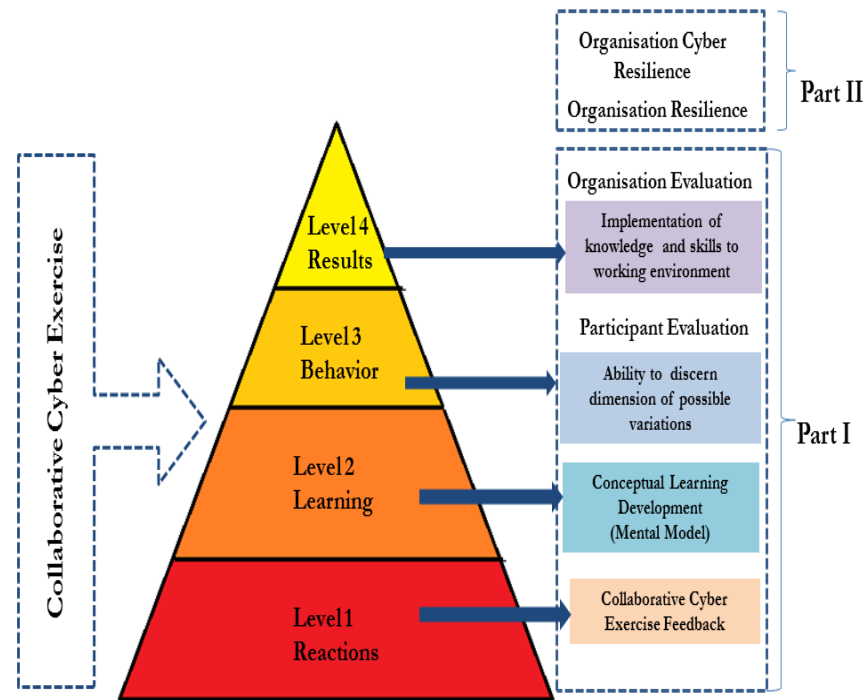 Organisation Cyber
Resilience
Organisation Resilience
Part II
Collaborative Cyber Exercise
Level 4
Results
Level 3
Behavior
Level 2
Learning
Level 1
Reactions
Organisation Evaluation
Implementation of
knowledge and skills to
working environment
Participant Evaluation
Ability to discern
dimension of possible
variations
Conceptual Learning
Development
(Mental Model)
Collaborative Cyber
Exercise Feedback
Part I